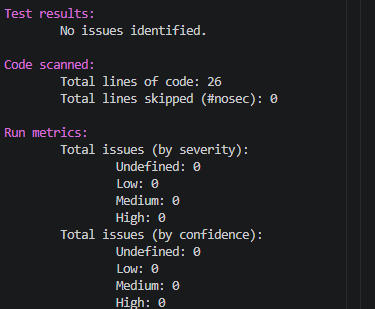 Test results:
No issues identified.
Code scanned:
Total lines of code: 26
Total lines skipped (#nosec): 0
Run metrics:
Total issues (by severity):
Undefined: 0
Low: 0
Medium: 0
High: 0
Total issues (by confidence):
Undefined: 0
Low: 0
Medium: 0
High: 0